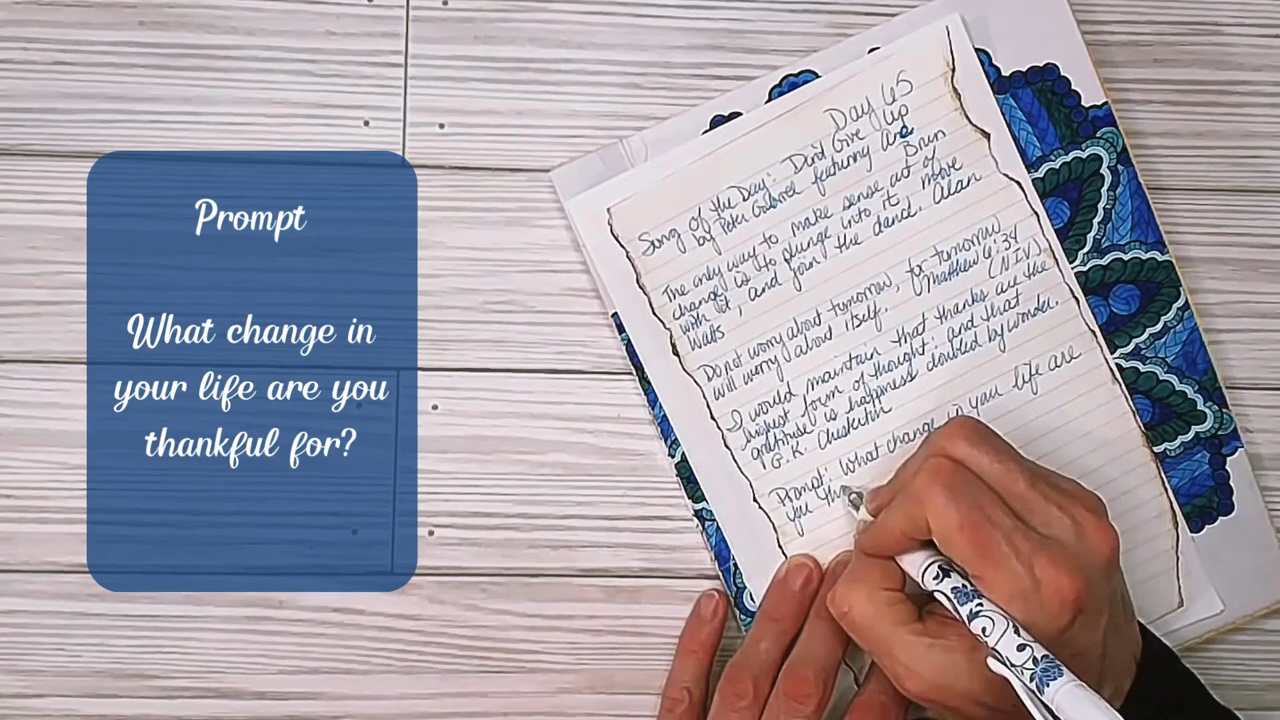 Prompt
What change in
your life are you
thankful for?
Day 65
Song of the Day: Don't Give Up
by Peter Gabriel featuring Ane
Brun
The only way to make sense out of
change is to plunge into it, move
with it, and join the dance. Alan
Watts
Do not worry about tomorrow, for tomorrow
will worry about itself. Matthew 6:34
(NIV)
I would maintain that thanks are the
highest form of thought; and that
gratitude is happiness doubled by wonder.
G. K. Chesterton
Prompt: What change in you life are
you tha